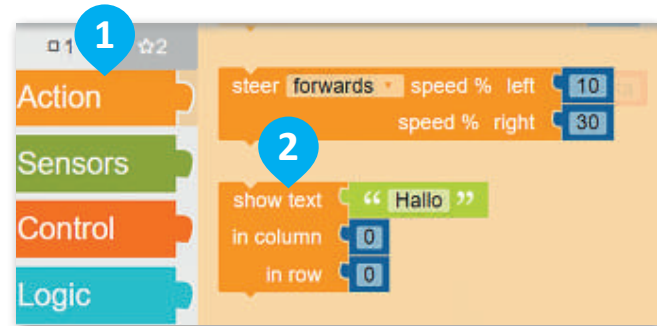 1
1 2
Action
Sensors
Control
Logic
steer forwards speed % left 10
speed % right 30
2
show text “ Hallo ”
in column 0
in row 0